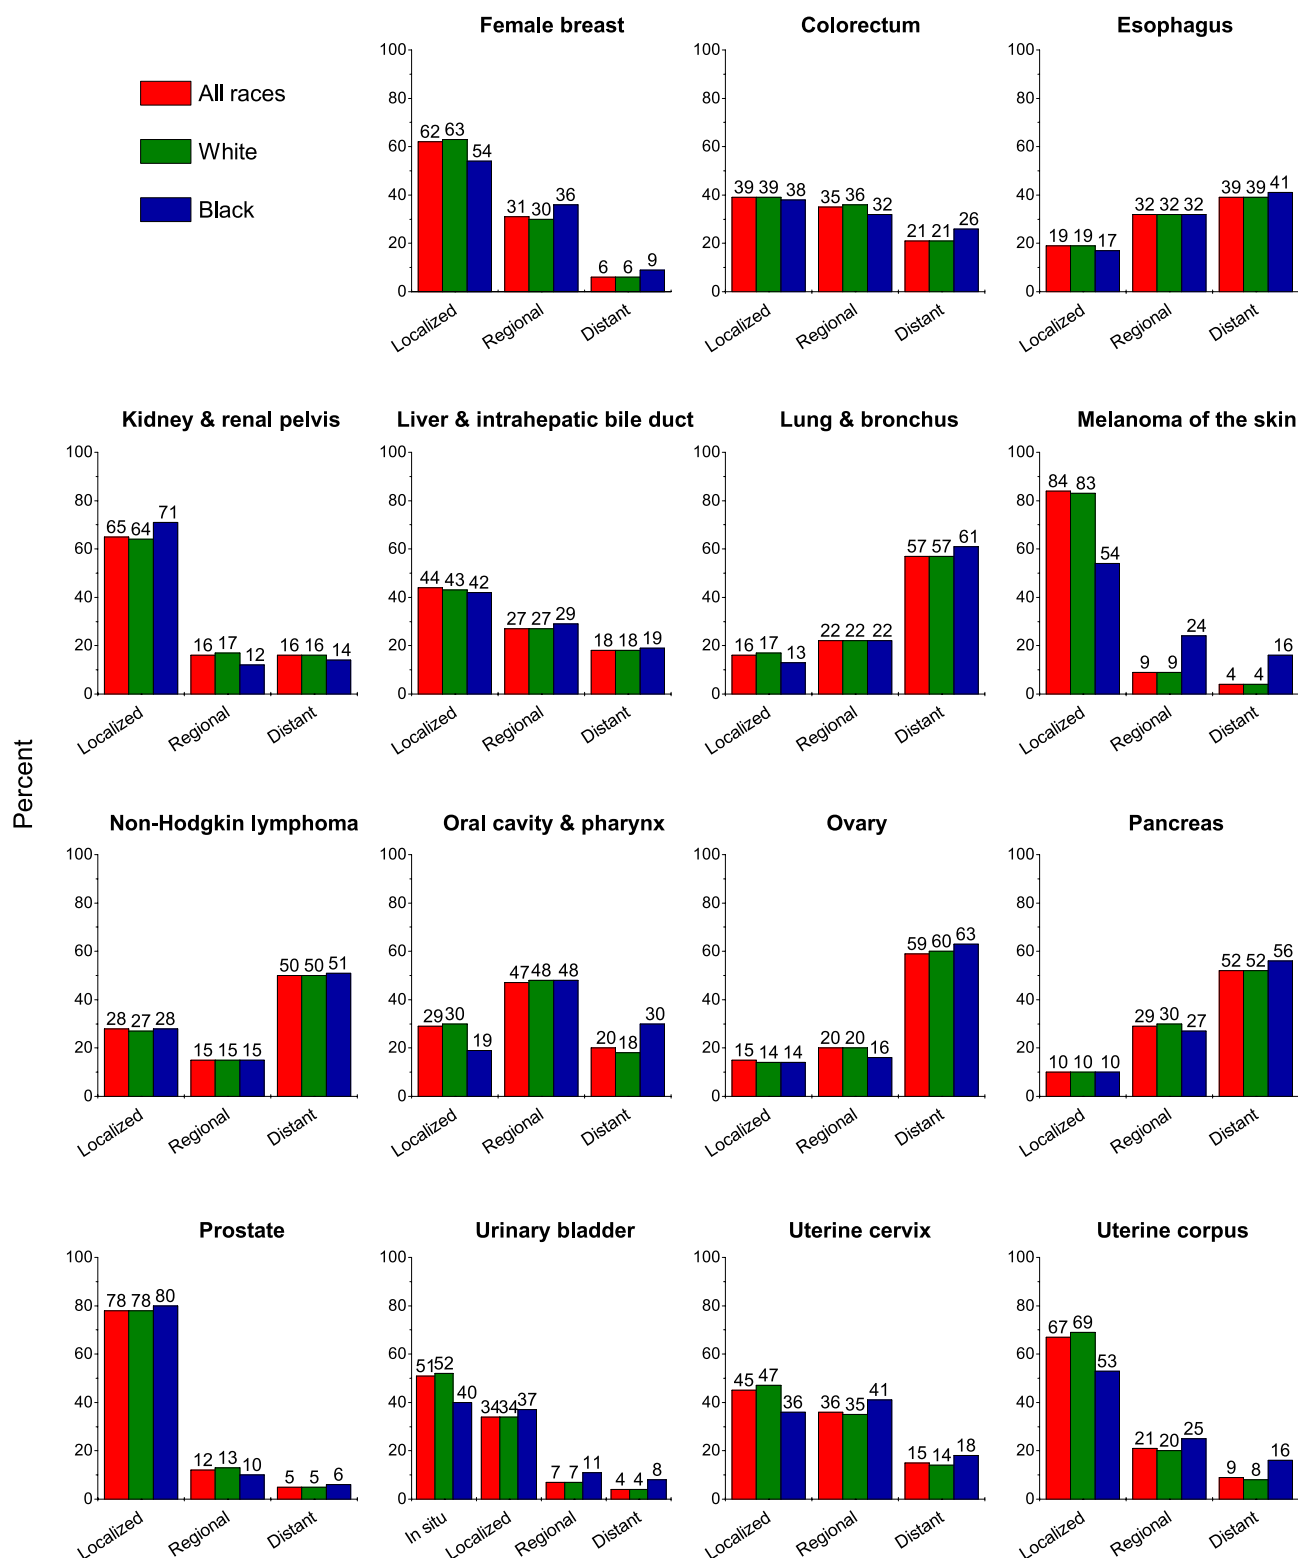 Female breast
Colorectum
Esophagus
All races
White
Black
100
80
60
40
20
0
62 63 54
31 30 36
6 6 9
Localized Regional Distant
100
80
60
40
20
0
39 39 38
35 36 32
21 21 26
Localized Regional Distant
100
80
60
40
20
0
19 19 17
32 32 32
39 39 41
Localized Regional Distant
Percent
Kidney & renal pelvis
100
80
60
40
20
0
65 64 71
16 17 12
16 16 14
Localized Regional Distant
Liver & intrahepatic bile duct
100
80
60
40
20
0
44 43 42
27 27 29
18 18 19
Localized Regional Distant
Lung & bronchus
100
80
60
40
20
0
16 17 13
22 22 22
57 57 61
Localized Regional Distant
Melanoma of the skin
100
80
60
40
20
0
84 83 54
9 9 24
4 4 16
Localized Regional Distant
Non-Hodgkin lymphoma
100
80
60
40
20
0
28 27 28
15 15 15
50 50 51
Localized Regional Distant
Oral cavity & pharynx
100
80
60
40
20
0
29 30 19
47 48 48
20 18 30
Localized Regional Distant
Ovary
100
80
60
40
20
0
15 14 14
20 20 16
59 60 63
Localized Regional Distant
Pancreas
100
80
60
40
20
0
10 10 10
29 30 27
52 52 56
Localized Regional Distant
Prostate
100
80
60
40
20
0
78 78 80
12 13 10
5 5 6
Localized Regional Distant
Urinary bladder
100
80
60
40
20
0
51 52 40
34 34 37
7 7 11
4 4 8
In situ Localized Regional Distant
Uterine cervix
100
80
60
40
20
0
45 47 36
36 35 41
15 14 18
Localized Regional Distant
Uterine corpus
100
80
60
40
20
0
67 69 53
21 20 25
9 8 16
Localized Regional Distant